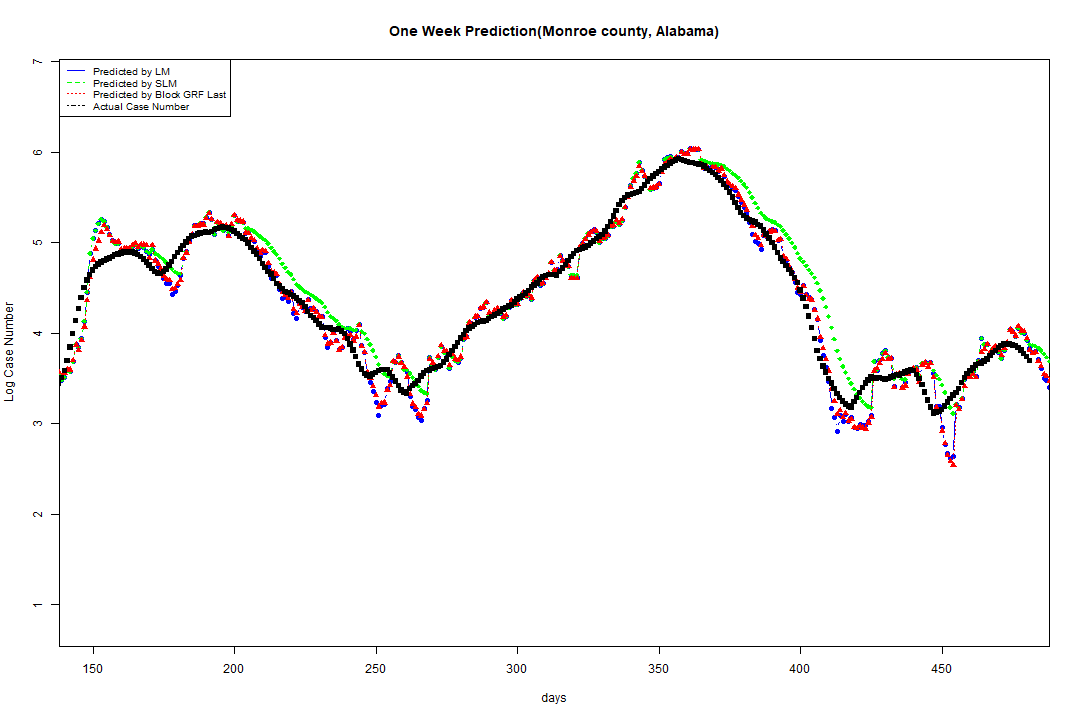 One Week Prediction(Monroe county, Alabama)
Predicted by LM
Predicted by SLM
Predicted by Block GRF Last
Actual Case Number
7
6
5
4
3
2
1
Log Case Number
150 200 250 300 350 400 450
days